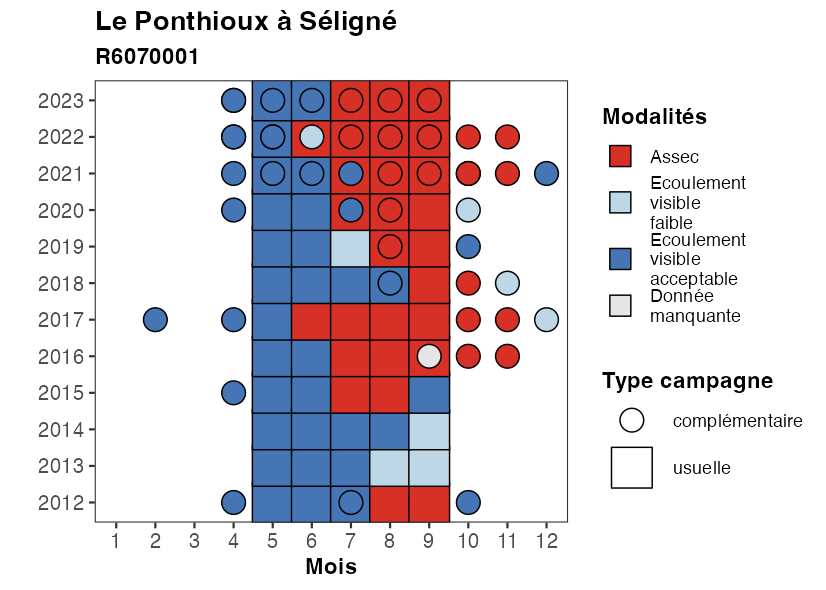 Le Ponthioux à Séligné
R6070001
2023
2022
2021
2020
2019
2018
2017
2016
2015
2014
2013
2012
1 2 3 4 5 6 7 8 9 10 11 12
Mois
Modalités
Assec
Ecoulement
visible
faible
Ecoulement
visible
acceptable
Donnée
manquante
Type campagne
complémentaire
usuelle